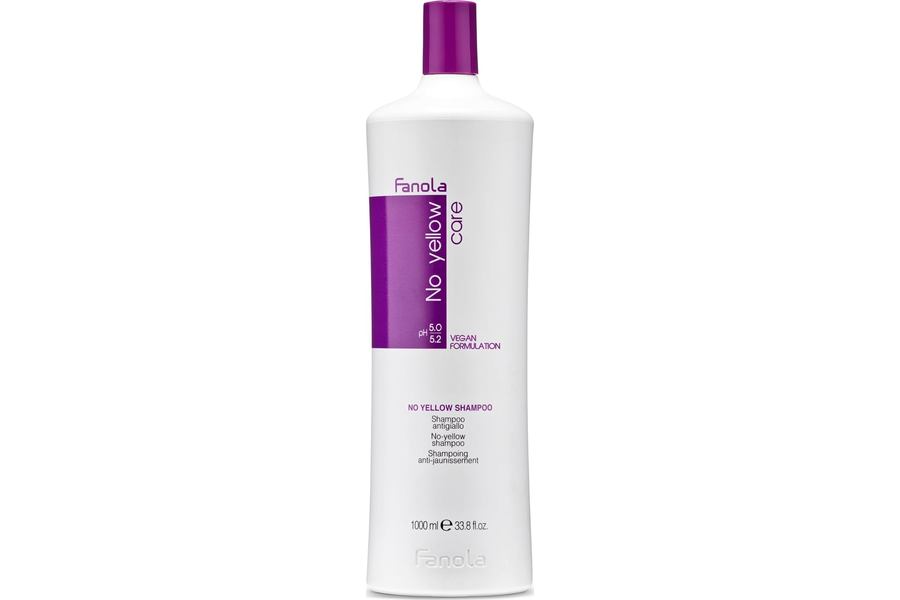 Fanola
No yellow
care
pH 5.0
5.2
VEGAN
FORMULATION
NO YELLOW SHAMPOO
Shampoo
antigiallo
No-yellow
shampoo
Shampoing
anti-jaunissement
1000 ml ℮ 33.8 fl.oz.
Fanola